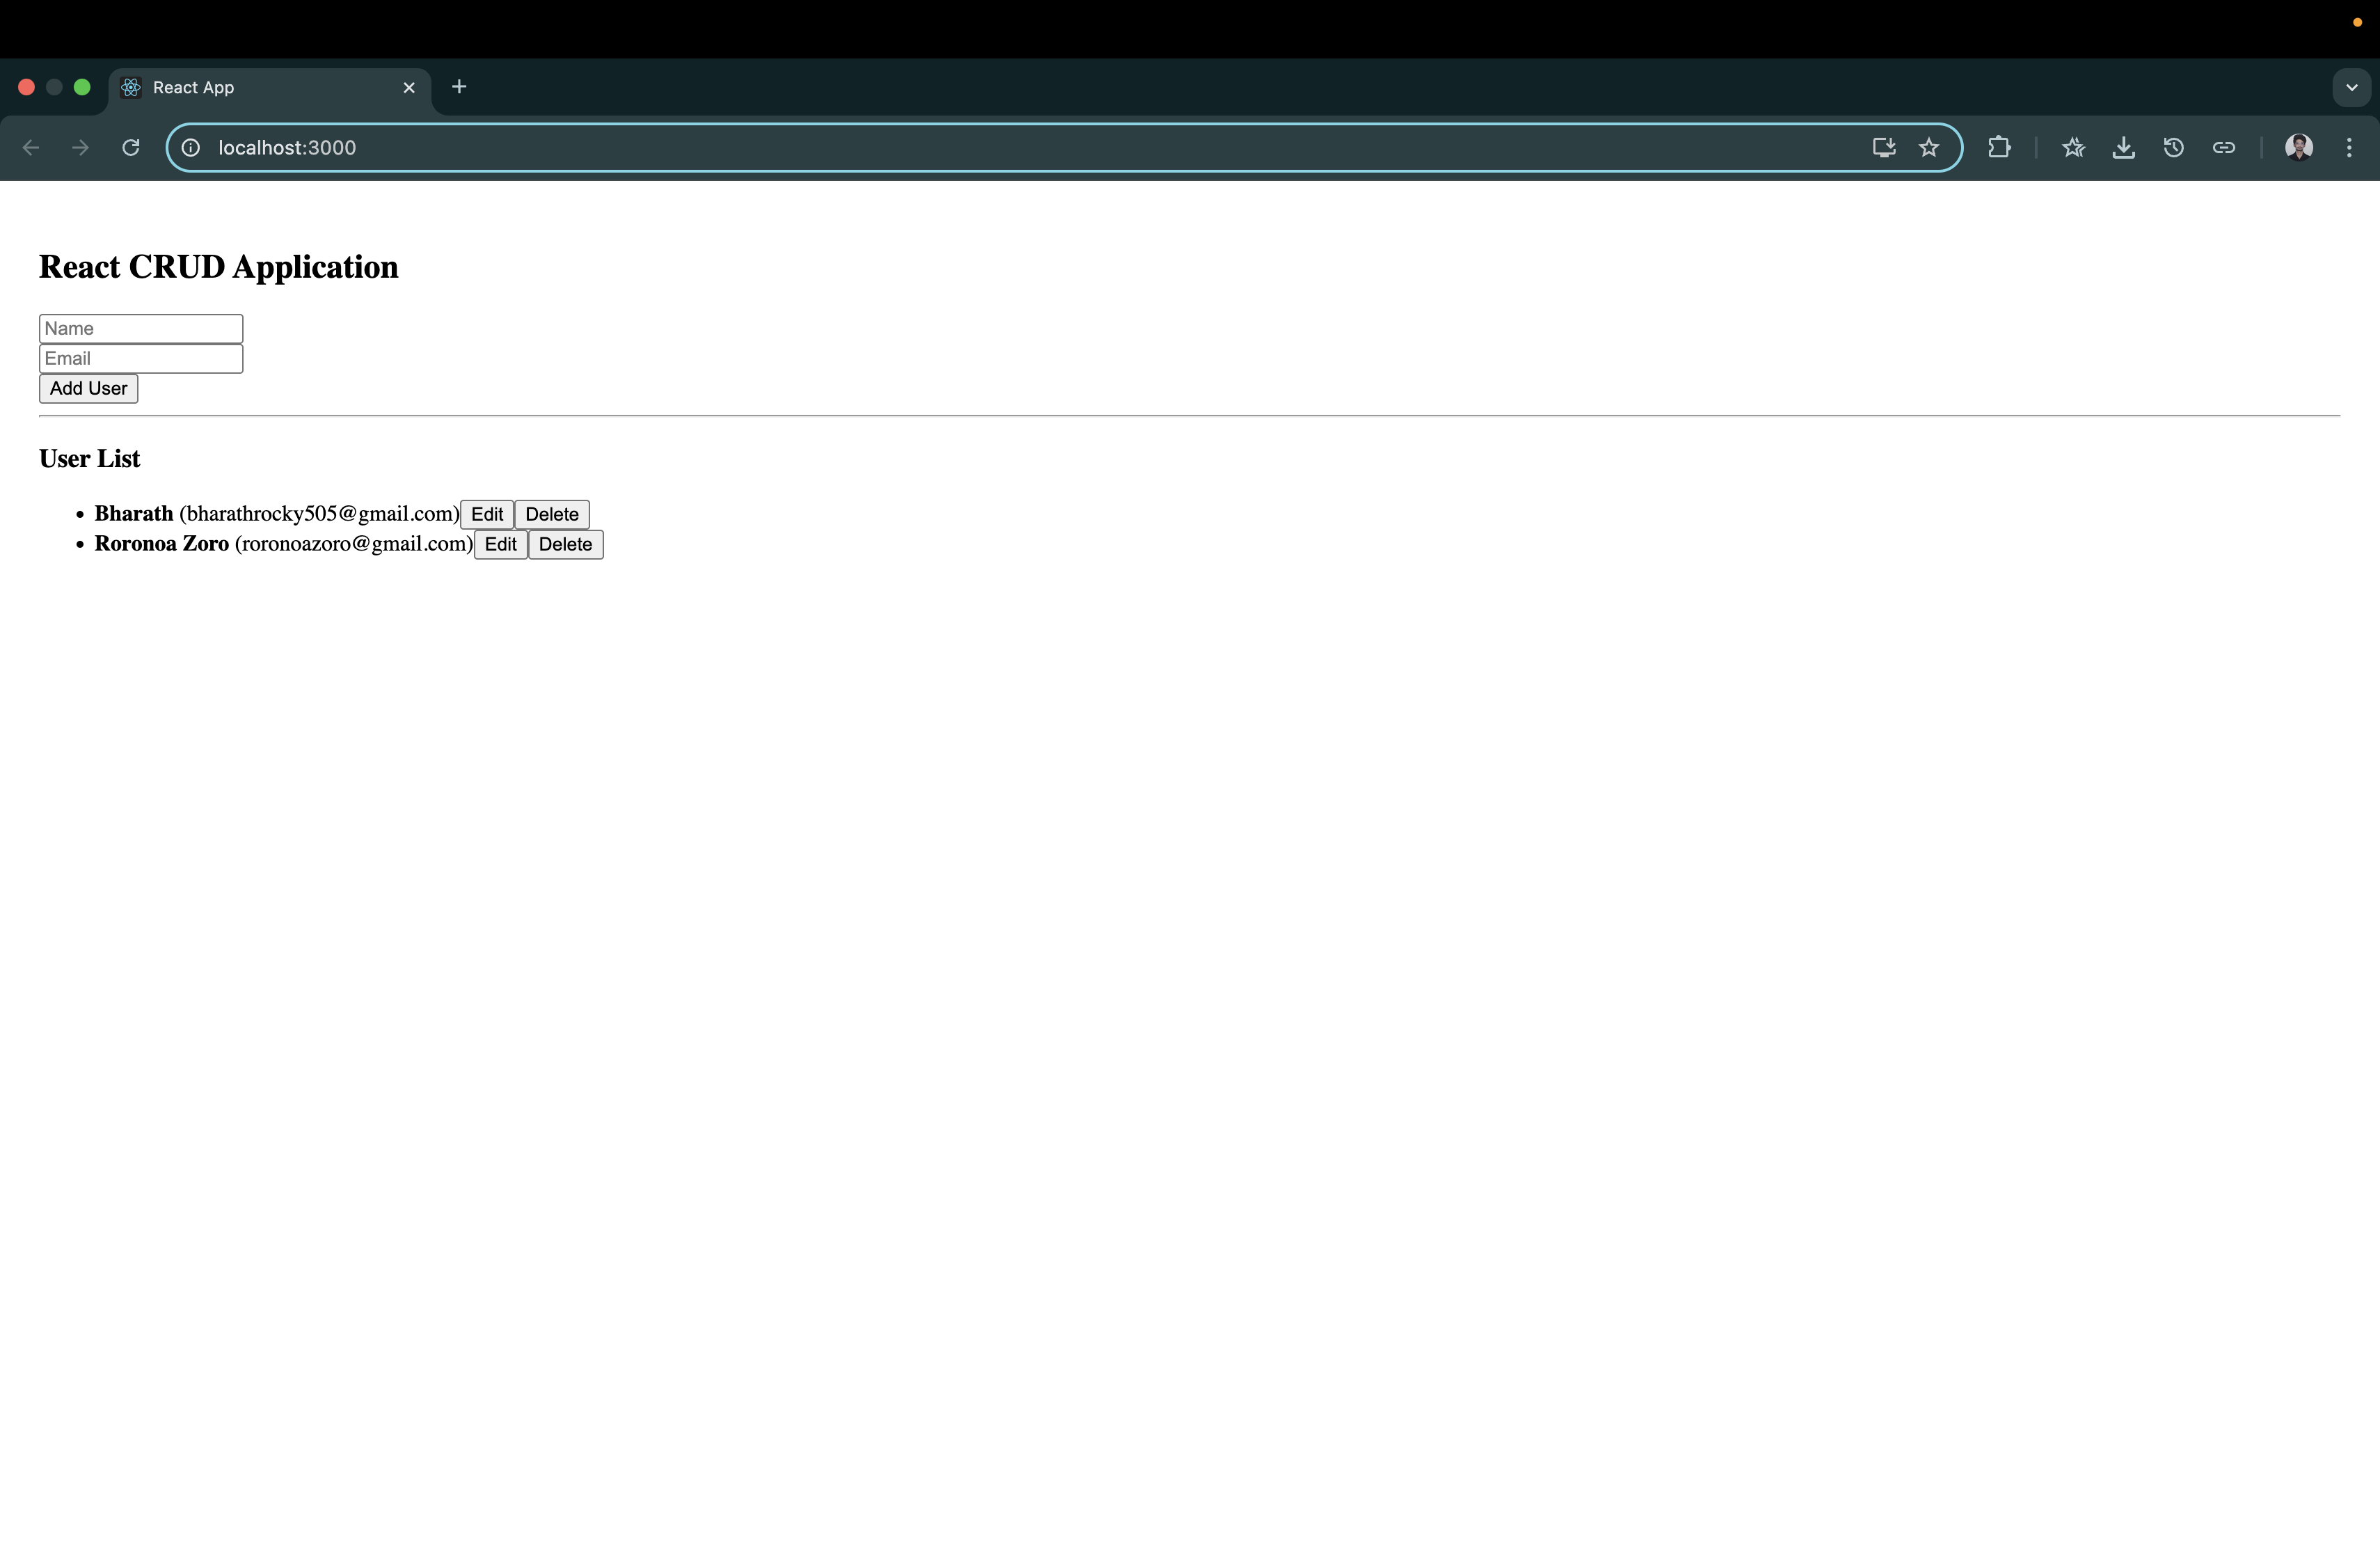 React App
localhost:3000
React CRUD Application
Name
Email
Add User
User List
Bharath (bharathrocky505@gmail.com) Edit Delete
Roronoa Zoro (roronoazoro@gmail.com) Edit Delete